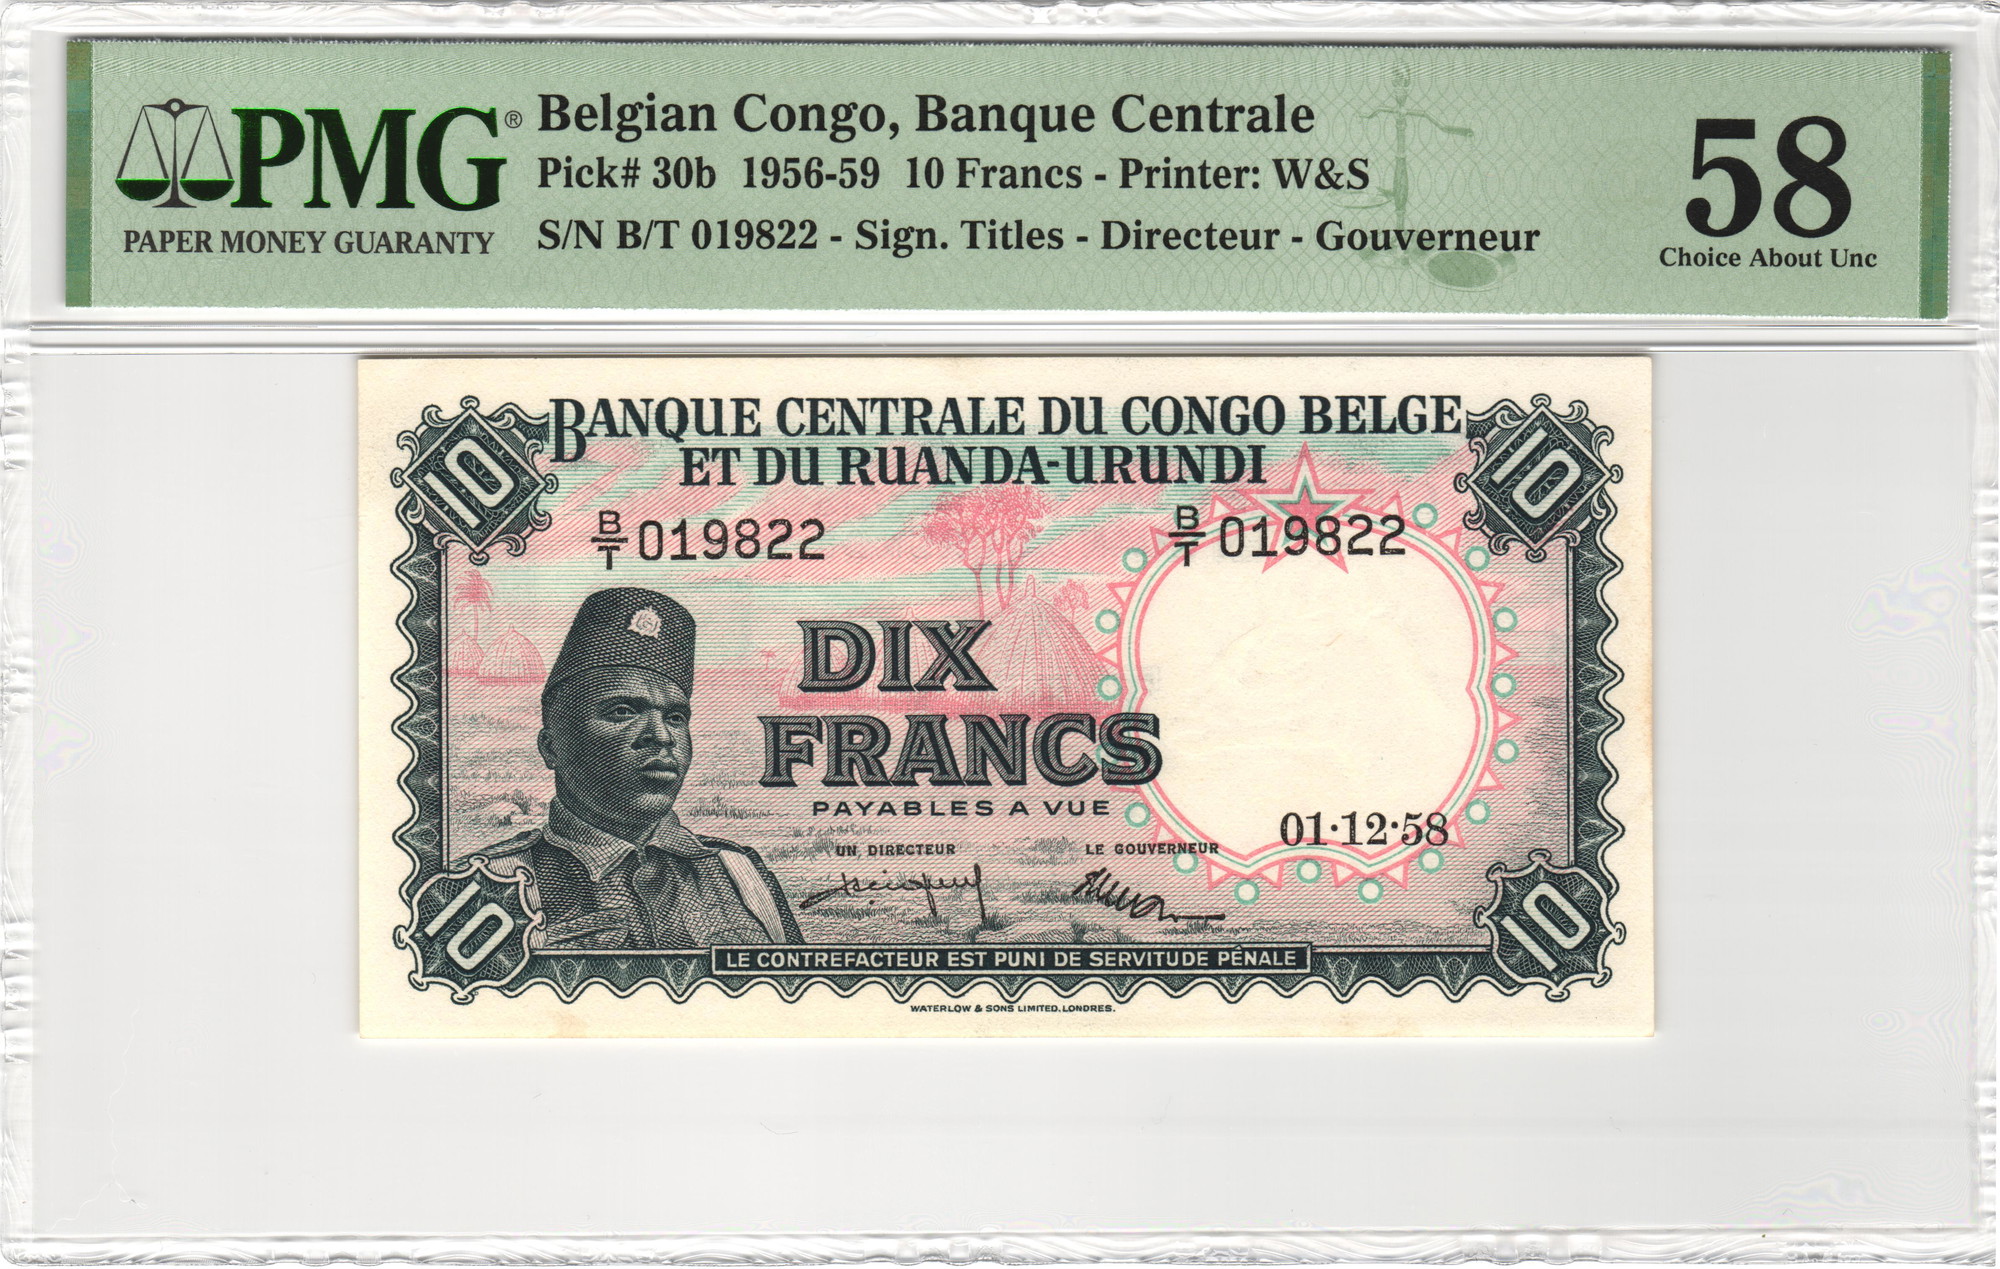 PMG®
PAPER MONEY GUARANTY
Belgian Congo, Banque Centrale
Pick# 30b 1956-59 10 Francs - Printer: W&S
S/N B/T 019822 - Sign. Titles - Directeur - Gouverneur
58
Choice About Unc
10
BANQUE CENTRALE DU CONGO BELGE
ET DU RUANDA-URUNDI
10
B/T 019822
B/T 019822
DIX
FRANCS
PAYABLES A VUE
01·12·58
UN DIRECTEUR
LE GOUVERNEUR
10
10
LE CONTREFACTEUR EST PUNI DE SERVITUDE PÉNALE
WATERLOW & SONS LIMITED. LONDRES.